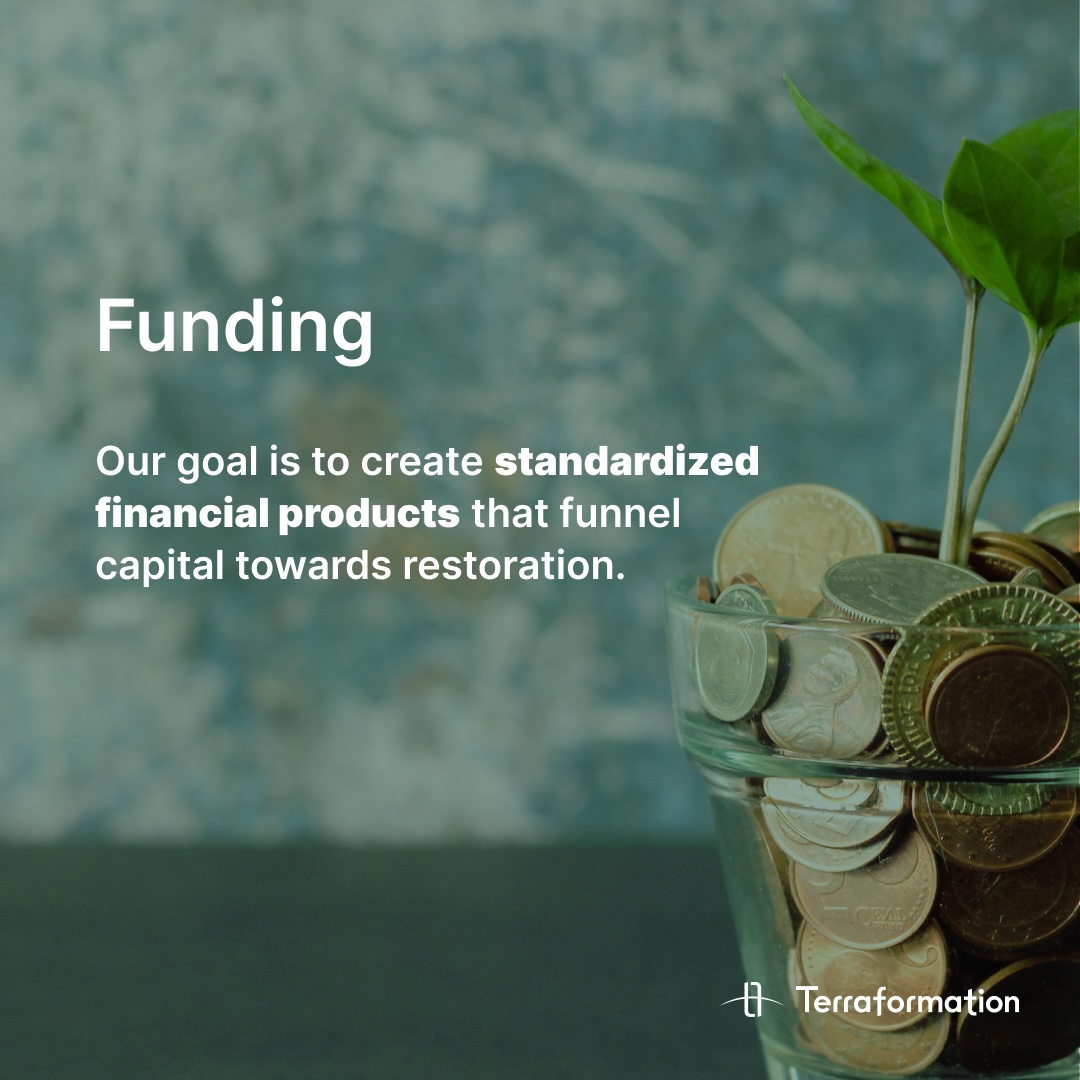 Funding
Our goal is to create standardized
financial products that funnel
capital towards restoration.
Terraformation